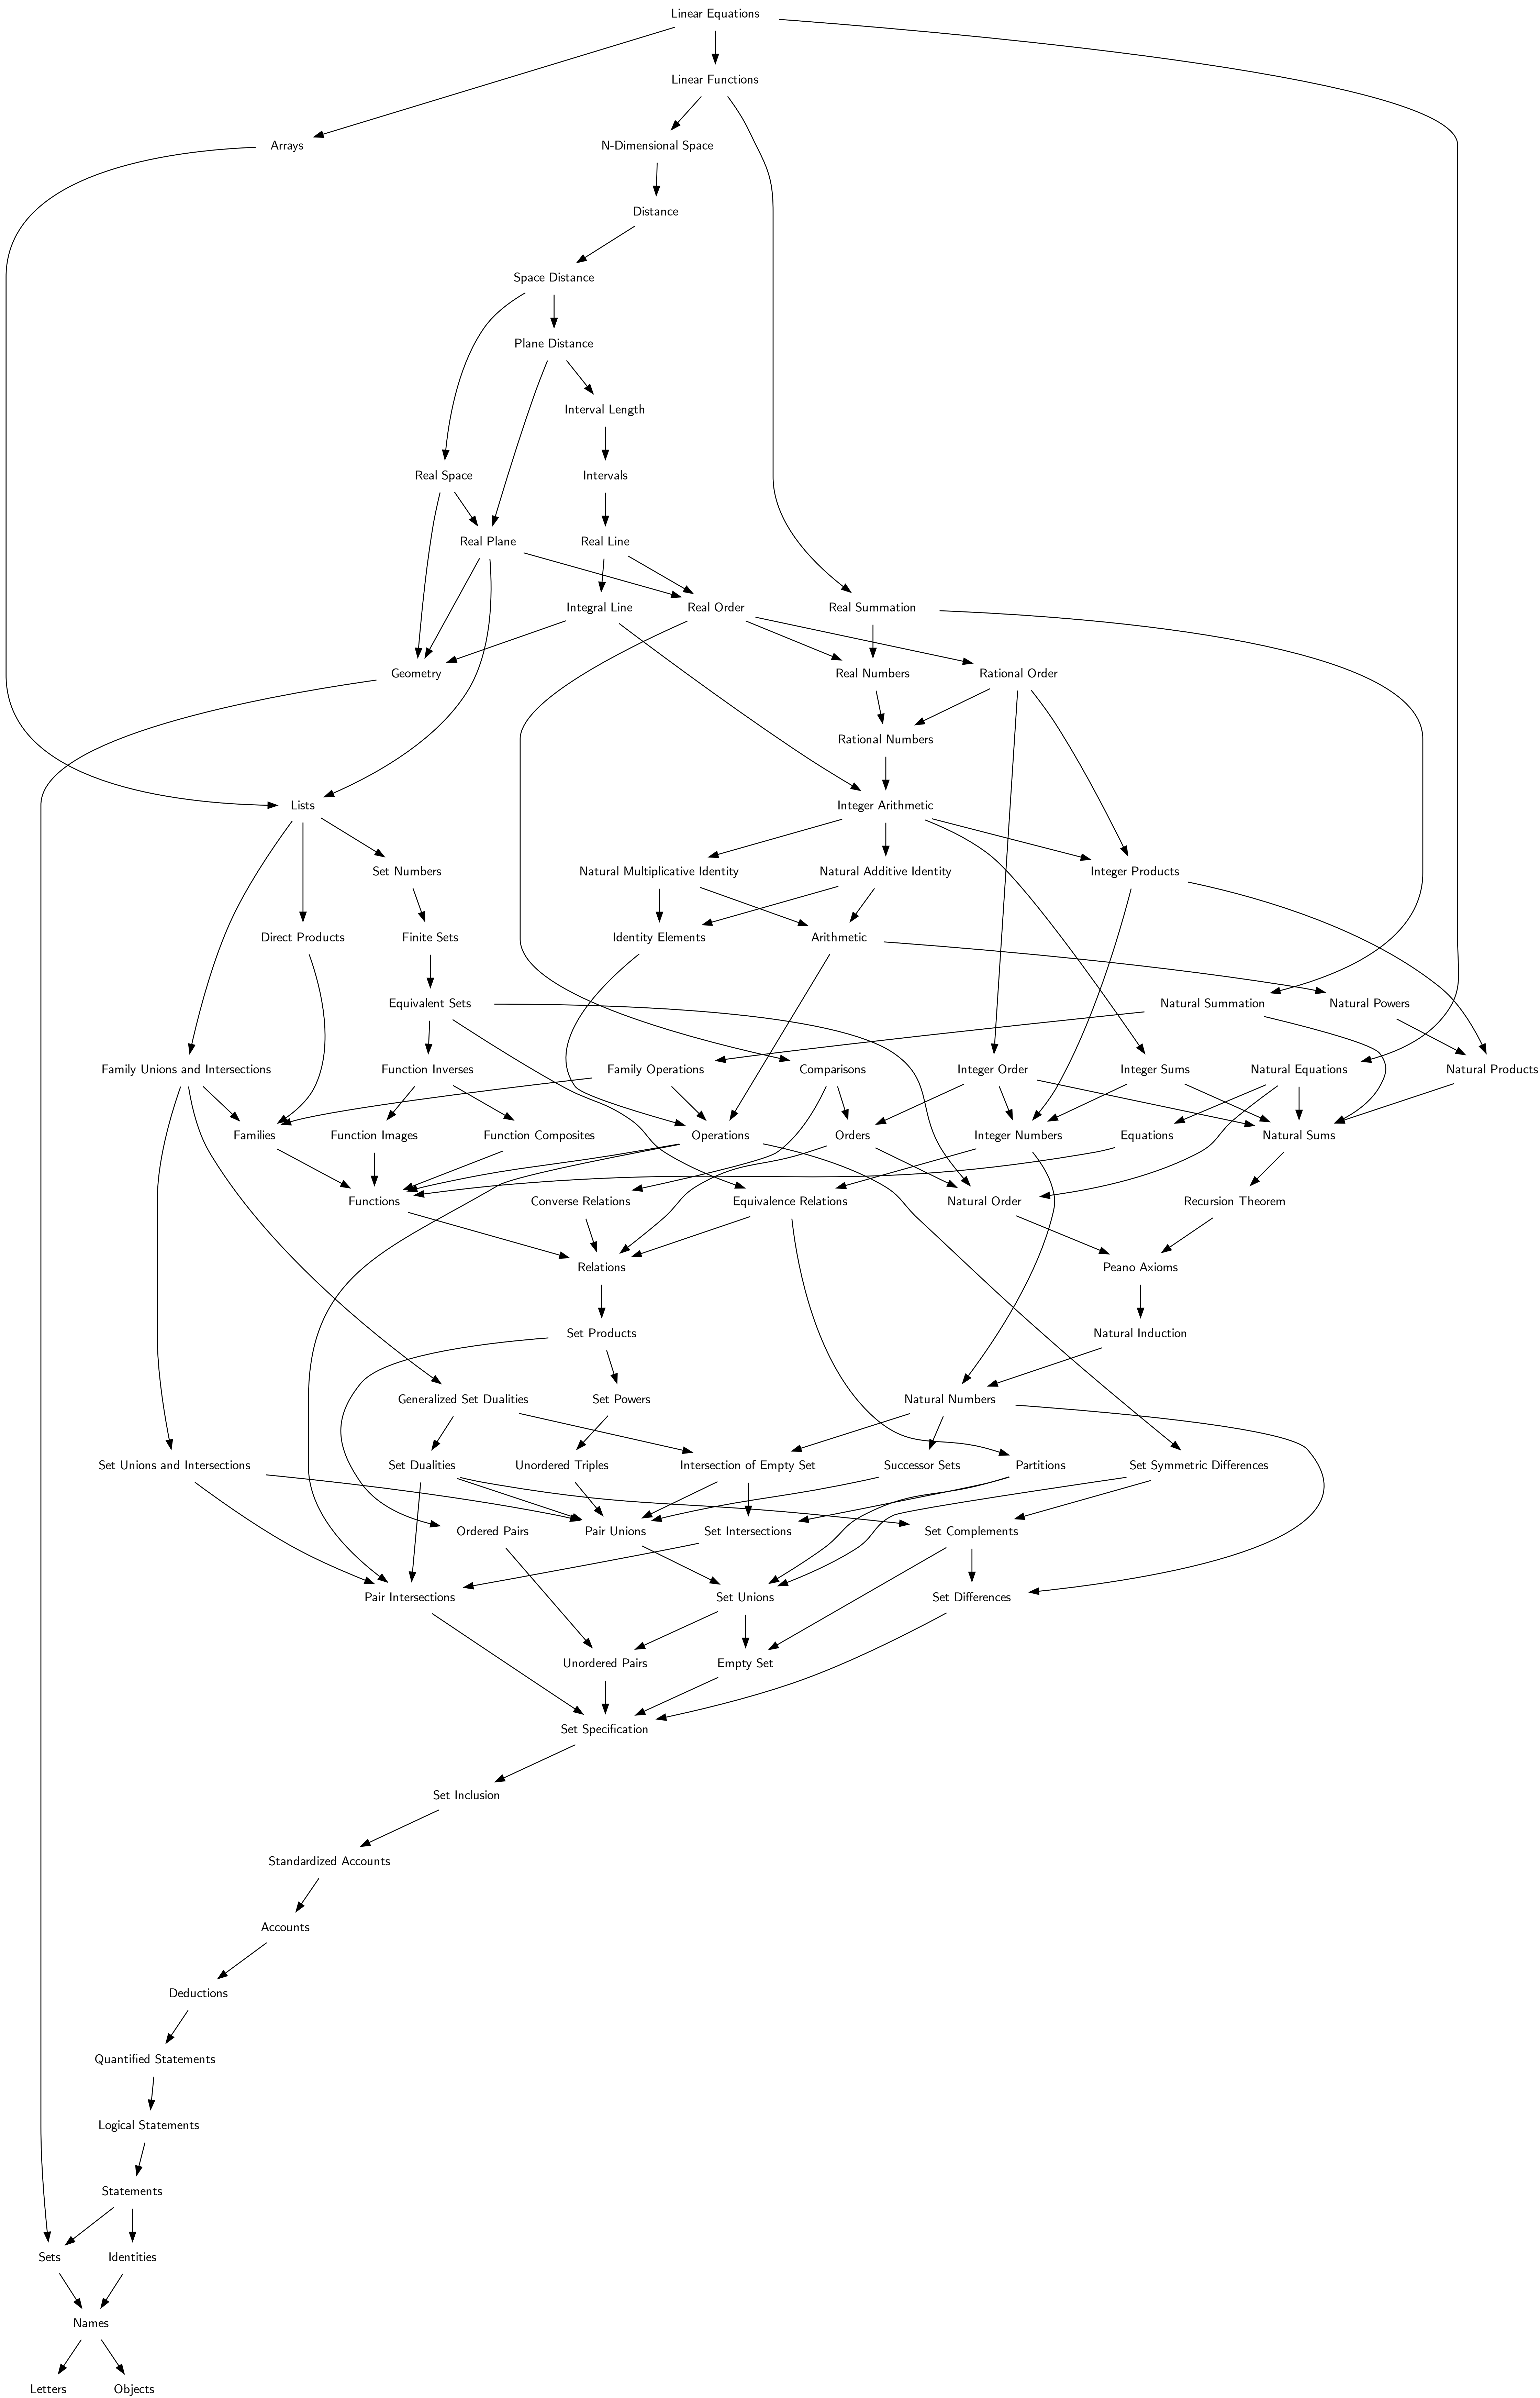 Linear Equations
Linear Functions
Arrays
N-Dimensional Space
Distance
Space Distance
Plane Distance
Interval Length
Real Space
Intervals
Real Plane
Real Line
Integral Line
Real Order
Real Summation
Geometry
Real Numbers
Rational Order
Rational Numbers
Lists
Integer Arithmetic
Set Numbers
Natural Multiplicative Identity
Natural Additive Identity
Integer Products
Direct Products
Finite Sets
Identity Elements
Arithmetic
Equivalent Sets
Natural Summation
Natural Powers
Family Unions and Intersections
Function Inverses
Family Operations
Comparisons
Integer Order
Integer Sums
Natural Equations
Natural Products
Families
Function Images
Function Composites
Operations
Orders
Integer Numbers
Equations
Natural Sums
Functions
Converse Relations
Equivalence Relations
Natural Order
Recursion Theorem
Relations
Peano Axioms
Set Products
Natural Induction
Generalized Set Dualities
Set Powers
Natural Numbers
Set Unions and Intersections
Set Dualities
Unordered Triples
Intersection of Empty Set
Successor Sets
Partitions
Set Symmetric Differences
Ordered Pairs
Pair Unions
Set Intersections
Set Complements
Pair Intersections
Set Unions
Set Differences
Unordered Pairs
Empty Set
Set Specification
Set Inclusion
Standardized Accounts
Accounts
Deductions
Quantified Statements
Logical Statements
Statements
Sets
Identities
Names
Letters
Objects